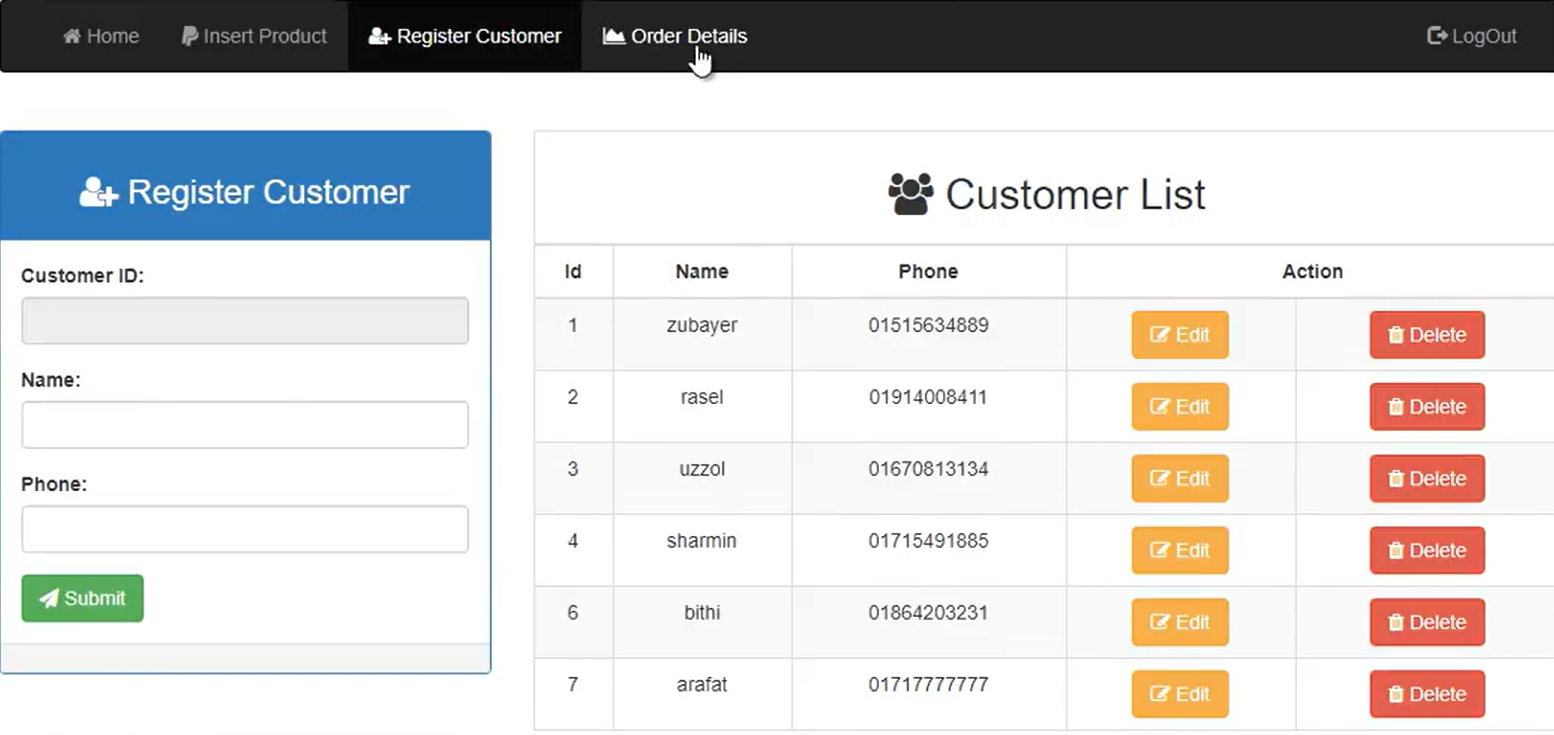 Home Insert Product Register Customer Order Details LogOut
Register Customer
Customer ID:
Name:
Phone:
Submit
Customer List
Id Name Phone Action
1 zubayer 01515634889 Edit Delete
2 rasel 01914008411 Edit Delete
3 uzzol 01670813134 Edit Delete
4 sharmin 01715491885 Edit Delete
6 bithi 01864203231 Edit Delete
7 arafat 01717777777 Edit Delete